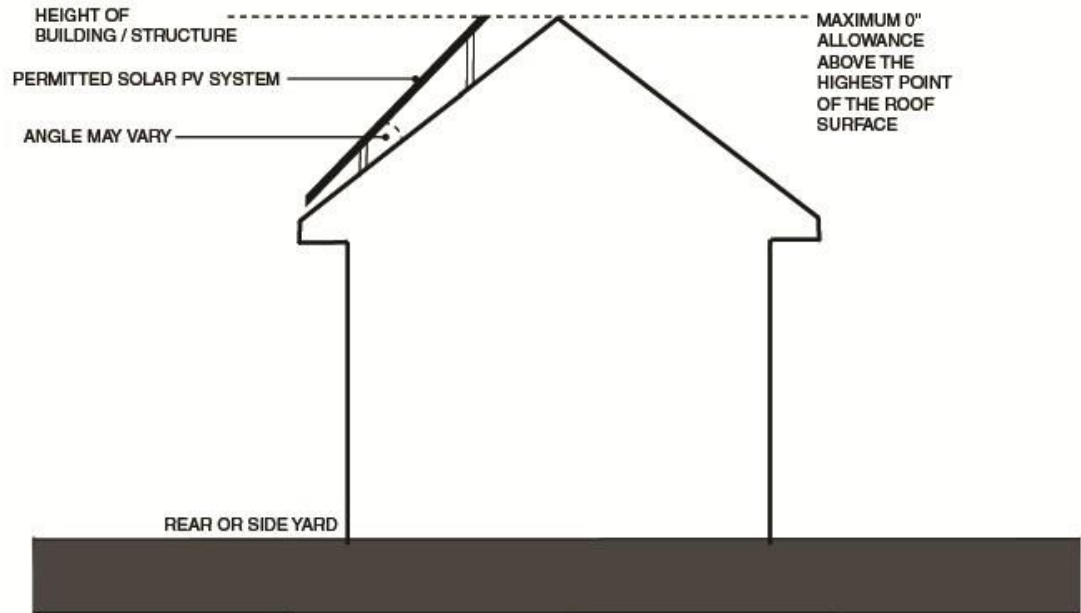 HEIGHT OF
BUILDING / STRUCTURE
MAXIMUM 0"
ALLOWANCE
ABOVE THE
HIGHEST POINT
OF THE ROOF
SURFACE
PERMITTED SOLAR PV SYSTEM
ANGLE MAY VARY
REAR OR SIDE YARD